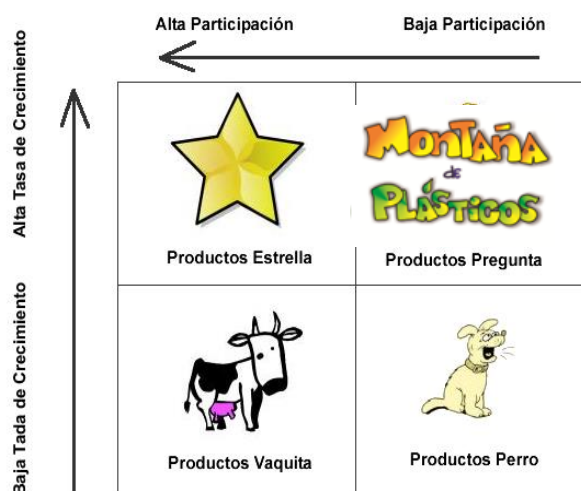 Alta Participación
Baja Participación
Alta Tasa de Crecimiento
MONTAÑA
de
PLÁSTICOS
Productos Estrella
Productos Pregunta
Baja Tada de Crecimiento
Productos Vaquita
Productos Perro